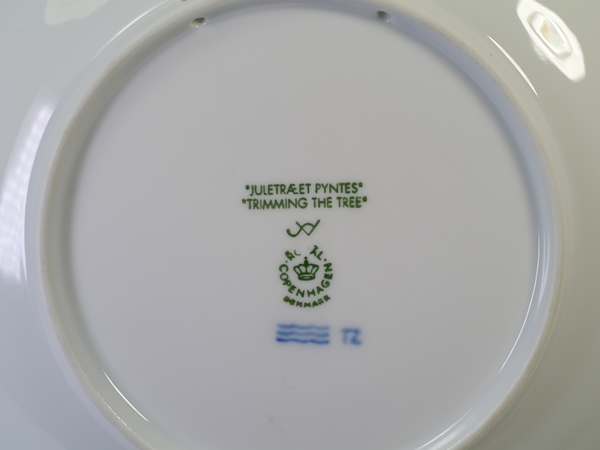 "JULETRÆET PYNTES"
"TRIMMING THE TREE"
COPENHAGEN
DENMARK
TZ